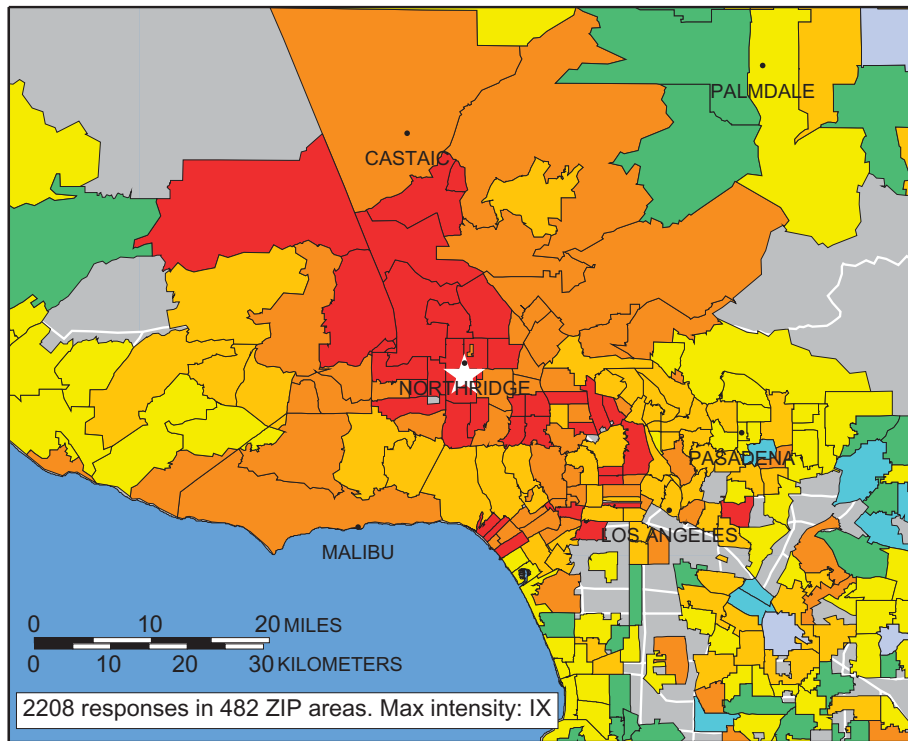 PALMDALE
CASTAIC
NORTHRIDGE
PASADENA
LOS ANGELES
MALIBU
0 10 20 MILES
0 10 20 30 KILOMETERS
2208 responses in 482 ZIP areas. Max intensity: IX